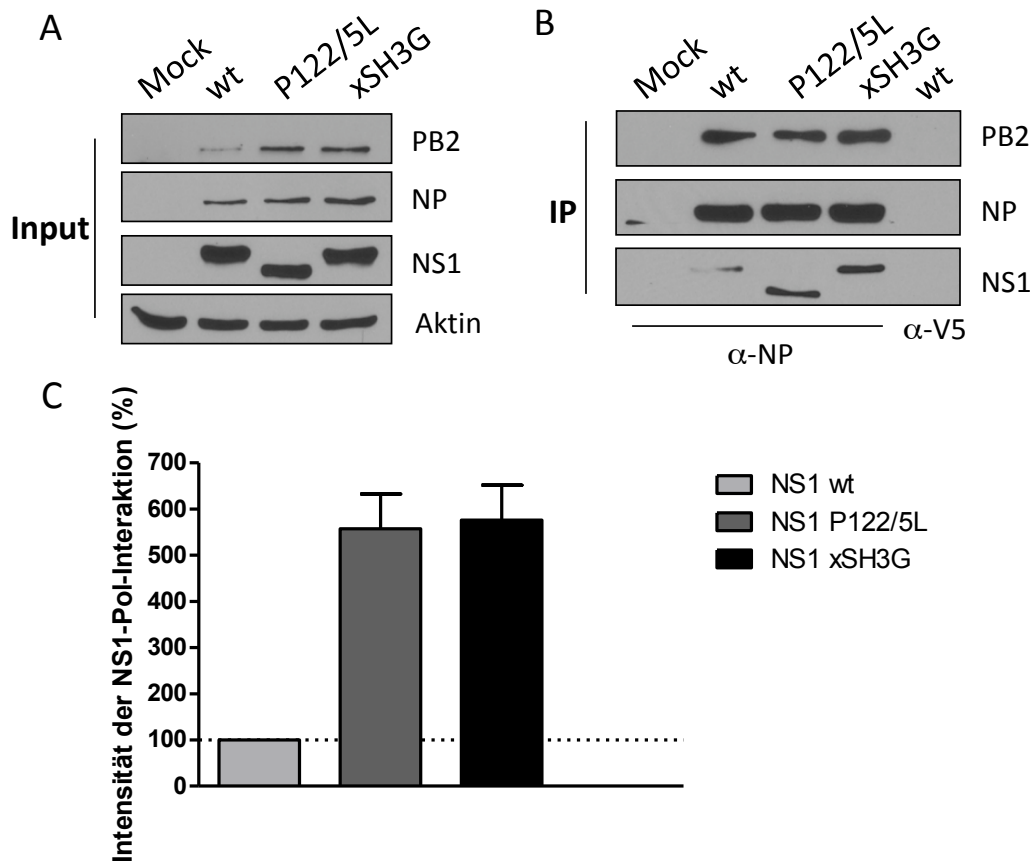 A
Mock
wt
P122/5L
xSH3G
Input
PB2
NP
NS1
Aktin
B
Mock
wt
P122/5L
xSH3G
wt
IP
PB2
NP
NS1
α-NP
α-V5
C
Intensität der NS1-Pol-Interaktion (%)
700
600
500
400
300
200
100
0
NS1 wt
NS1 P122/5L
NS1 xSH3G